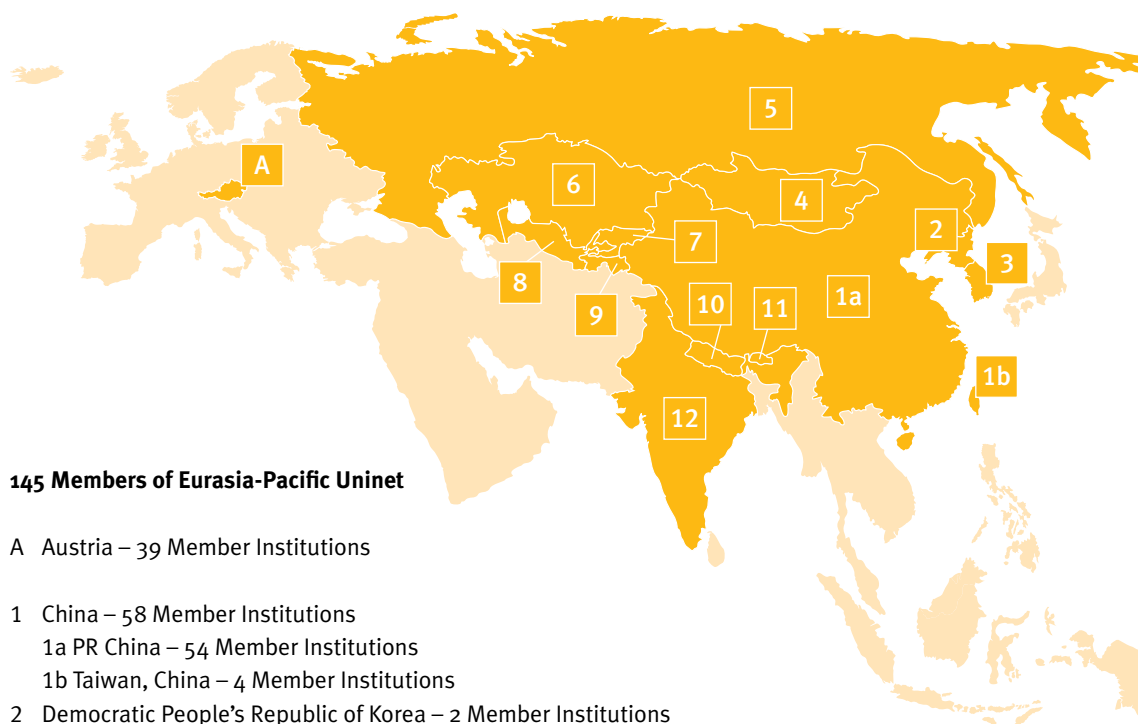 5
A
6
4
2
7
3
8
9
10
11
1a
1b
12
145 Members of Eurasia-Pacific Uninet
A Austria – 39 Member Institutions
1 China – 58 Member Institutions
1a PR China – 54 Member Institutions
1b Taiwan, China – 4 Member Institutions
2 Democratic People's Republic of Korea – 2 Member Institutions